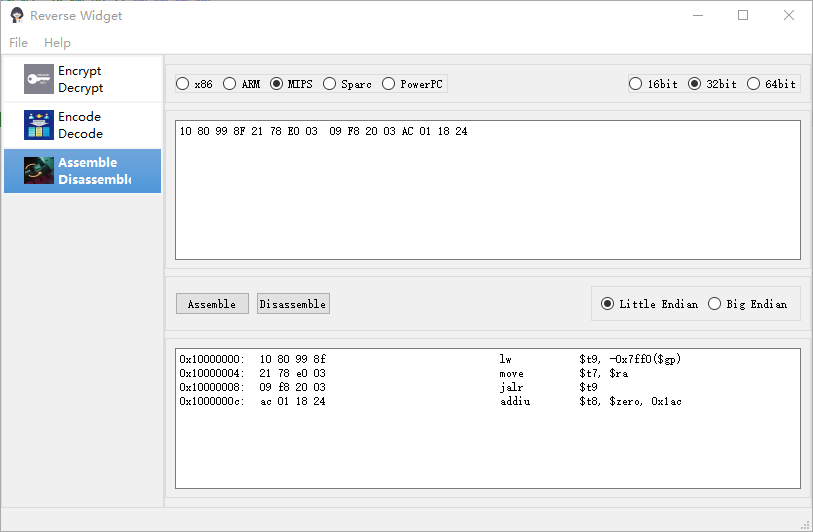 Reverse Widget
File Help
Encrypt
Decrypt
Encode
Decode
Assemble
Disassemble
x86 ARM MIPS Sparc PowerPC 16bit 32bit 64bit
10 80 99 8F 21 78 E0 03  09 F8 20 03 AC 01 18 24
Assemble Disassemble Little Endian Big Endian
0x10000000: 10 80 99 8f lw $t9, -0x7ff0($gp)
0x10000004: 21 78 e0 03 move $t7, $ra
0x10000008: 09 f8 20 03 jalr $t9
0x1000000c: ac 01 18 24 addiu $t8, $zero, 0x1ac